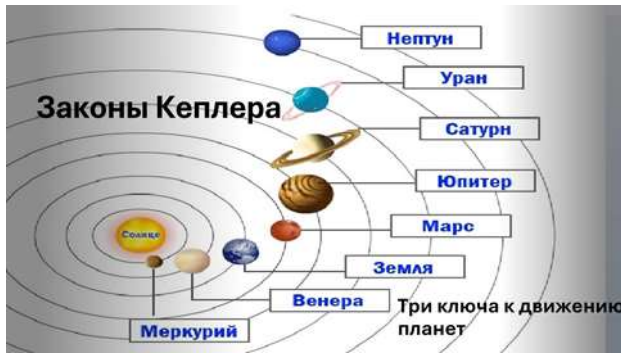 Нептун
Уран
Законы Кеплера
Сатурн
Юпитер
Солнце
Марс
Земля
Венера
Три ключа к движению
планет
Меркурий